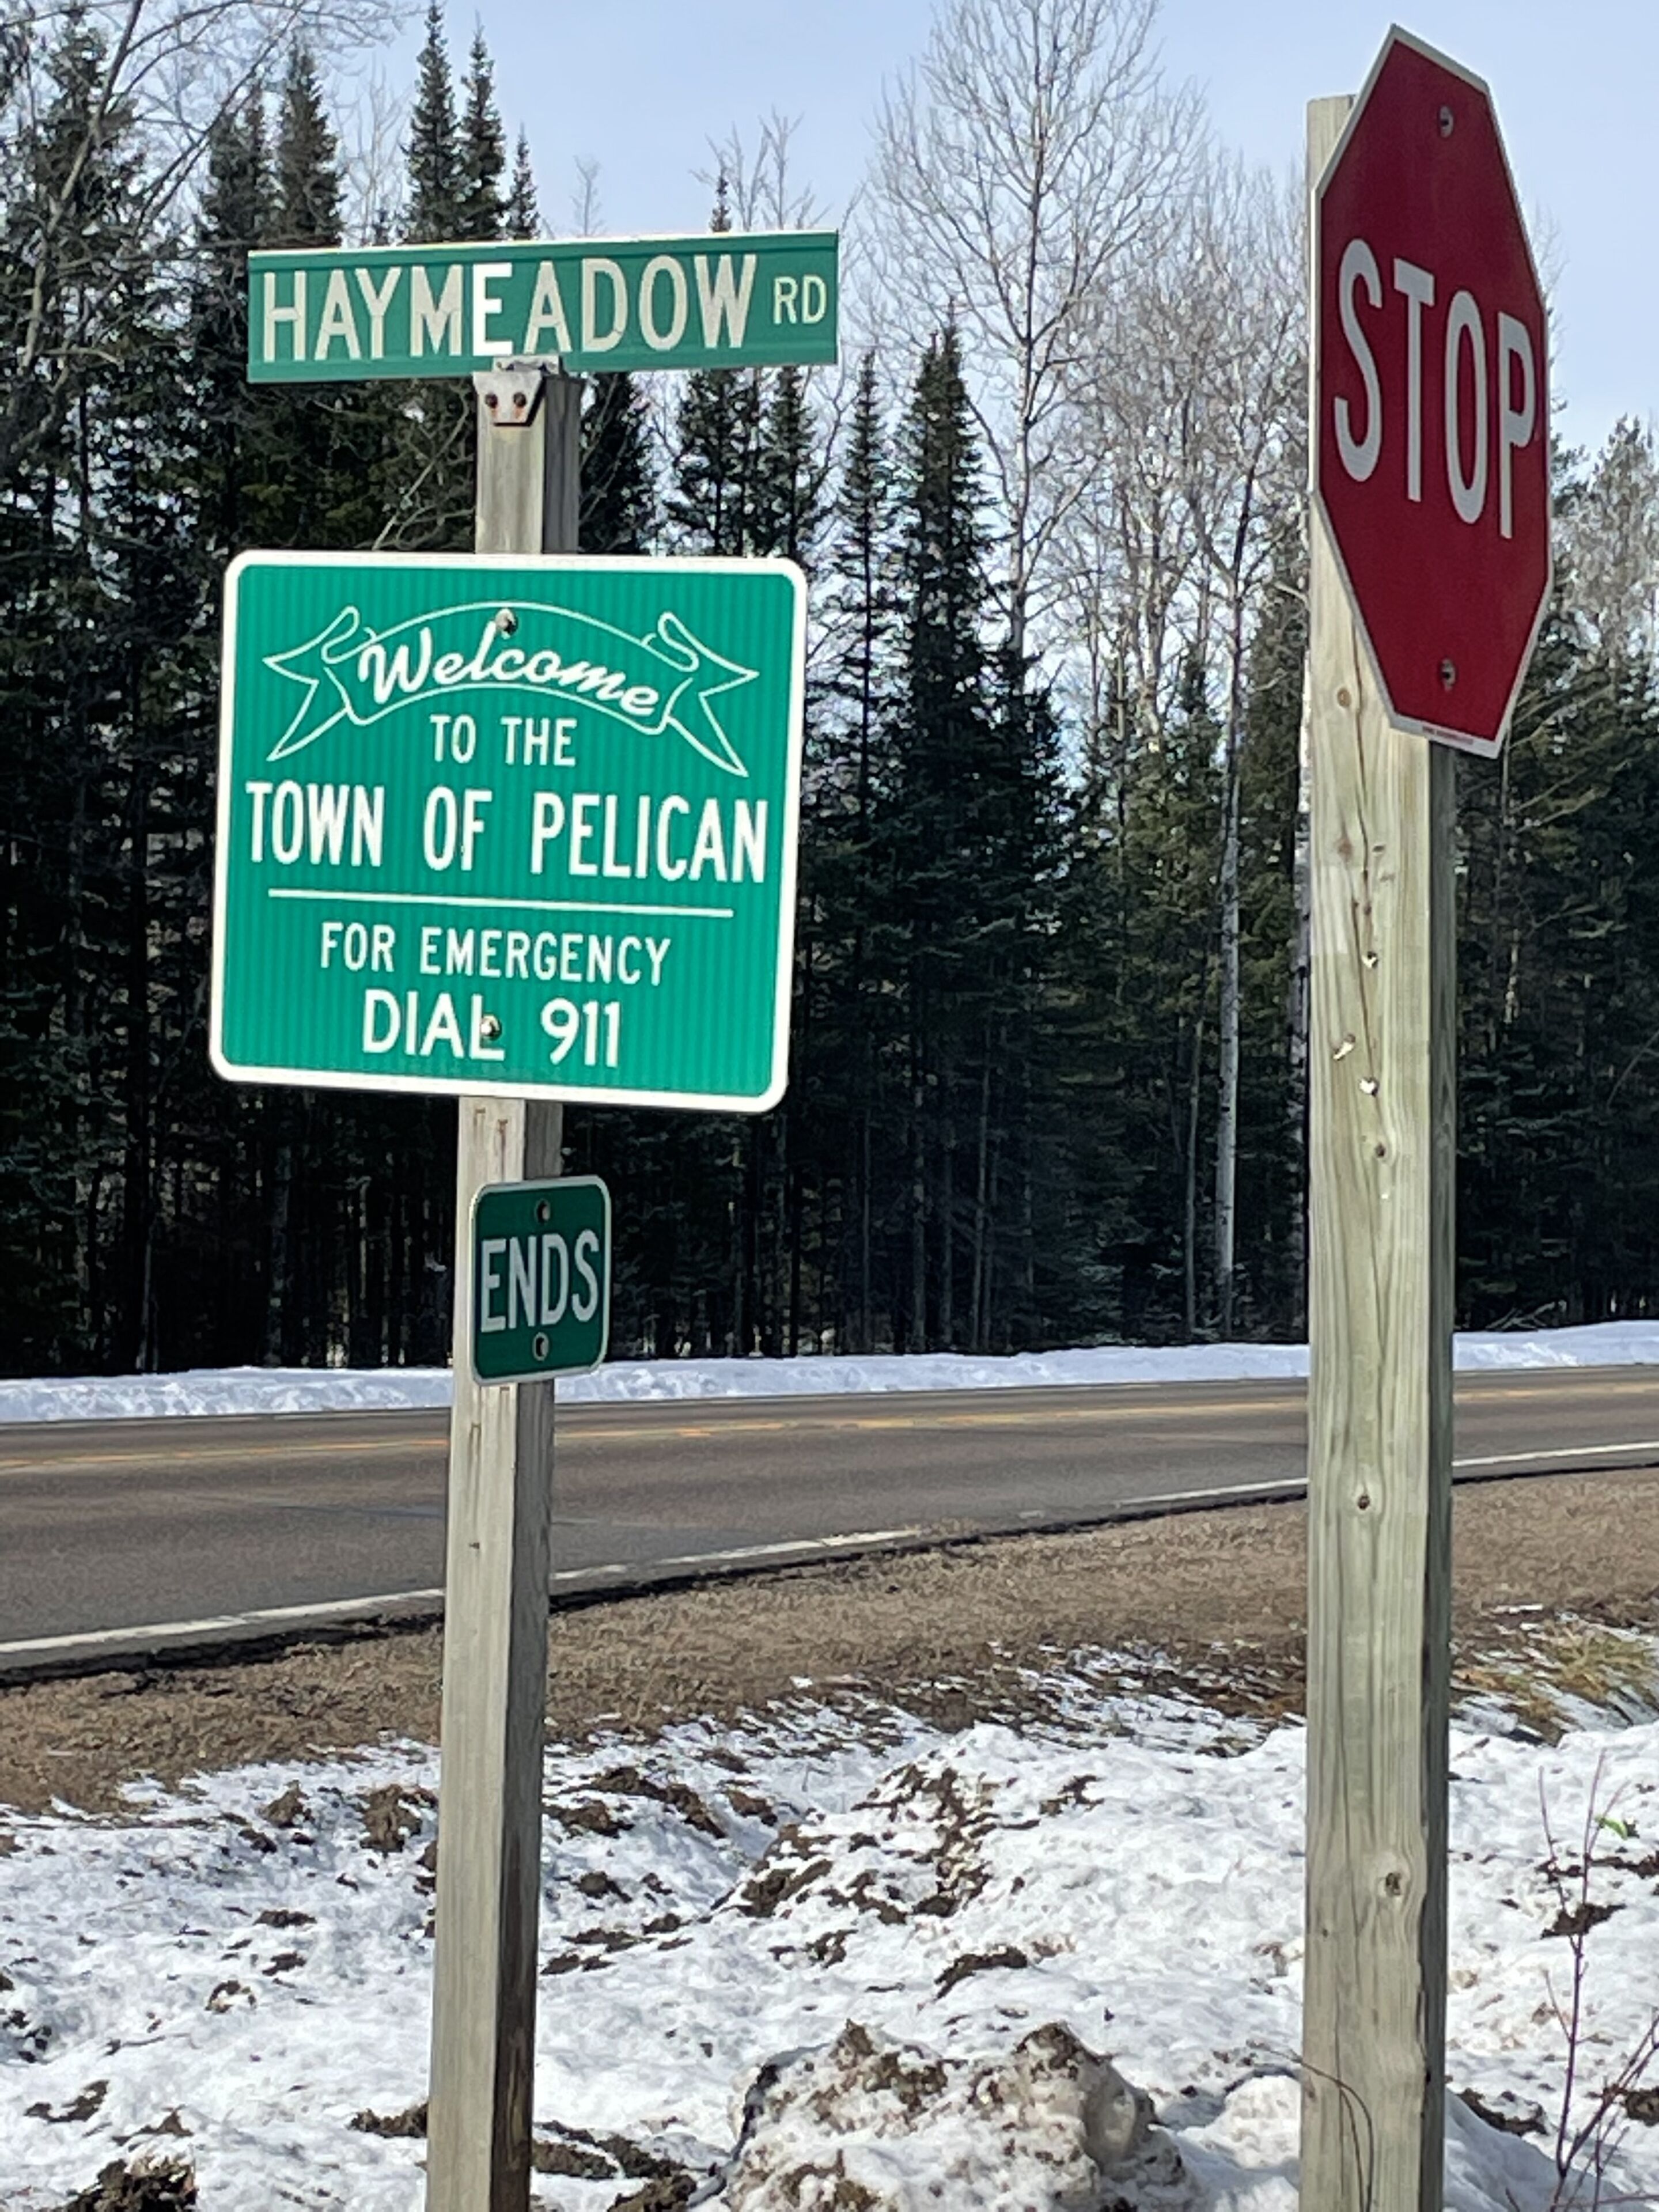 HAYMEADOW RD
Welcome
TO THE
TOWN OF PELICAN
FOR EMERGENCY
DIAL 911
ENDS
STOP